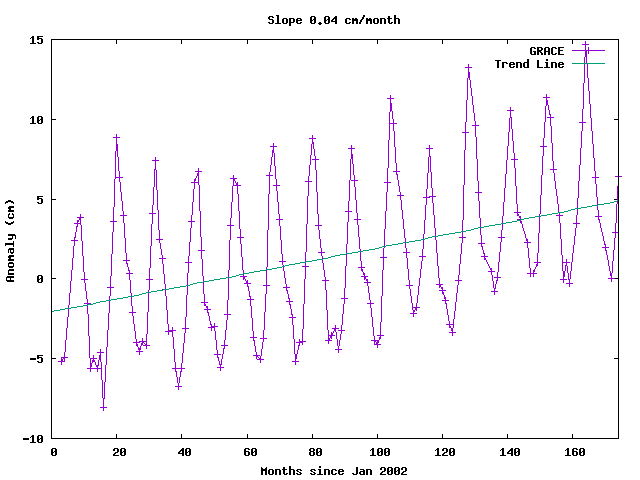 Slope 0.04 cm/month
GRACE
Trend Line
15
10
5
0
-5
-10
Anomaly (cm)
0 20 40 60 80 100 120 140 160
Months since Jan 2002